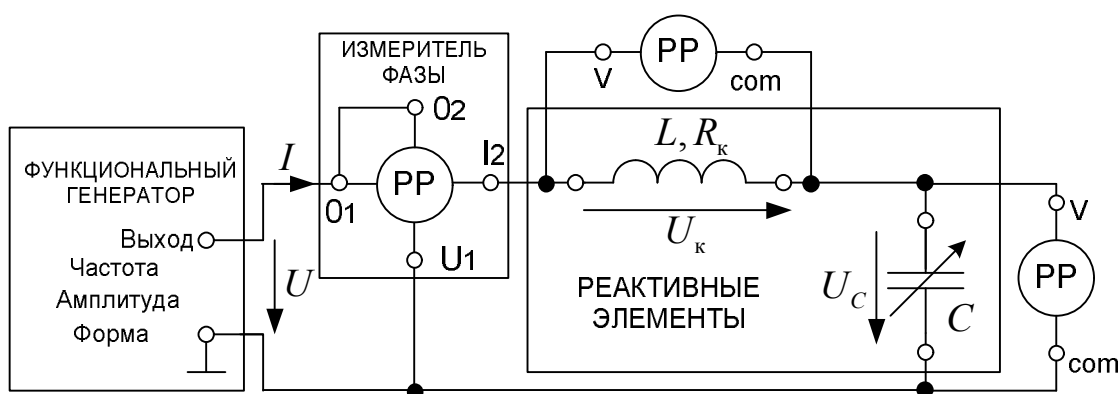 ФУНКЦИОНАЛЬНЫЙ
ГЕНЕРАТОР
Выход
Частота
Амплитуда
Форма
I
U
ИЗМЕРИТЕЛЬ
ФАЗЫ
02
01
PP
I2
U1
V
PP
com
L, Rк
Uк
РЕАКТИВНЫЕ
ЭЛЕМЕНТЫ
UC
C
V
PP
com